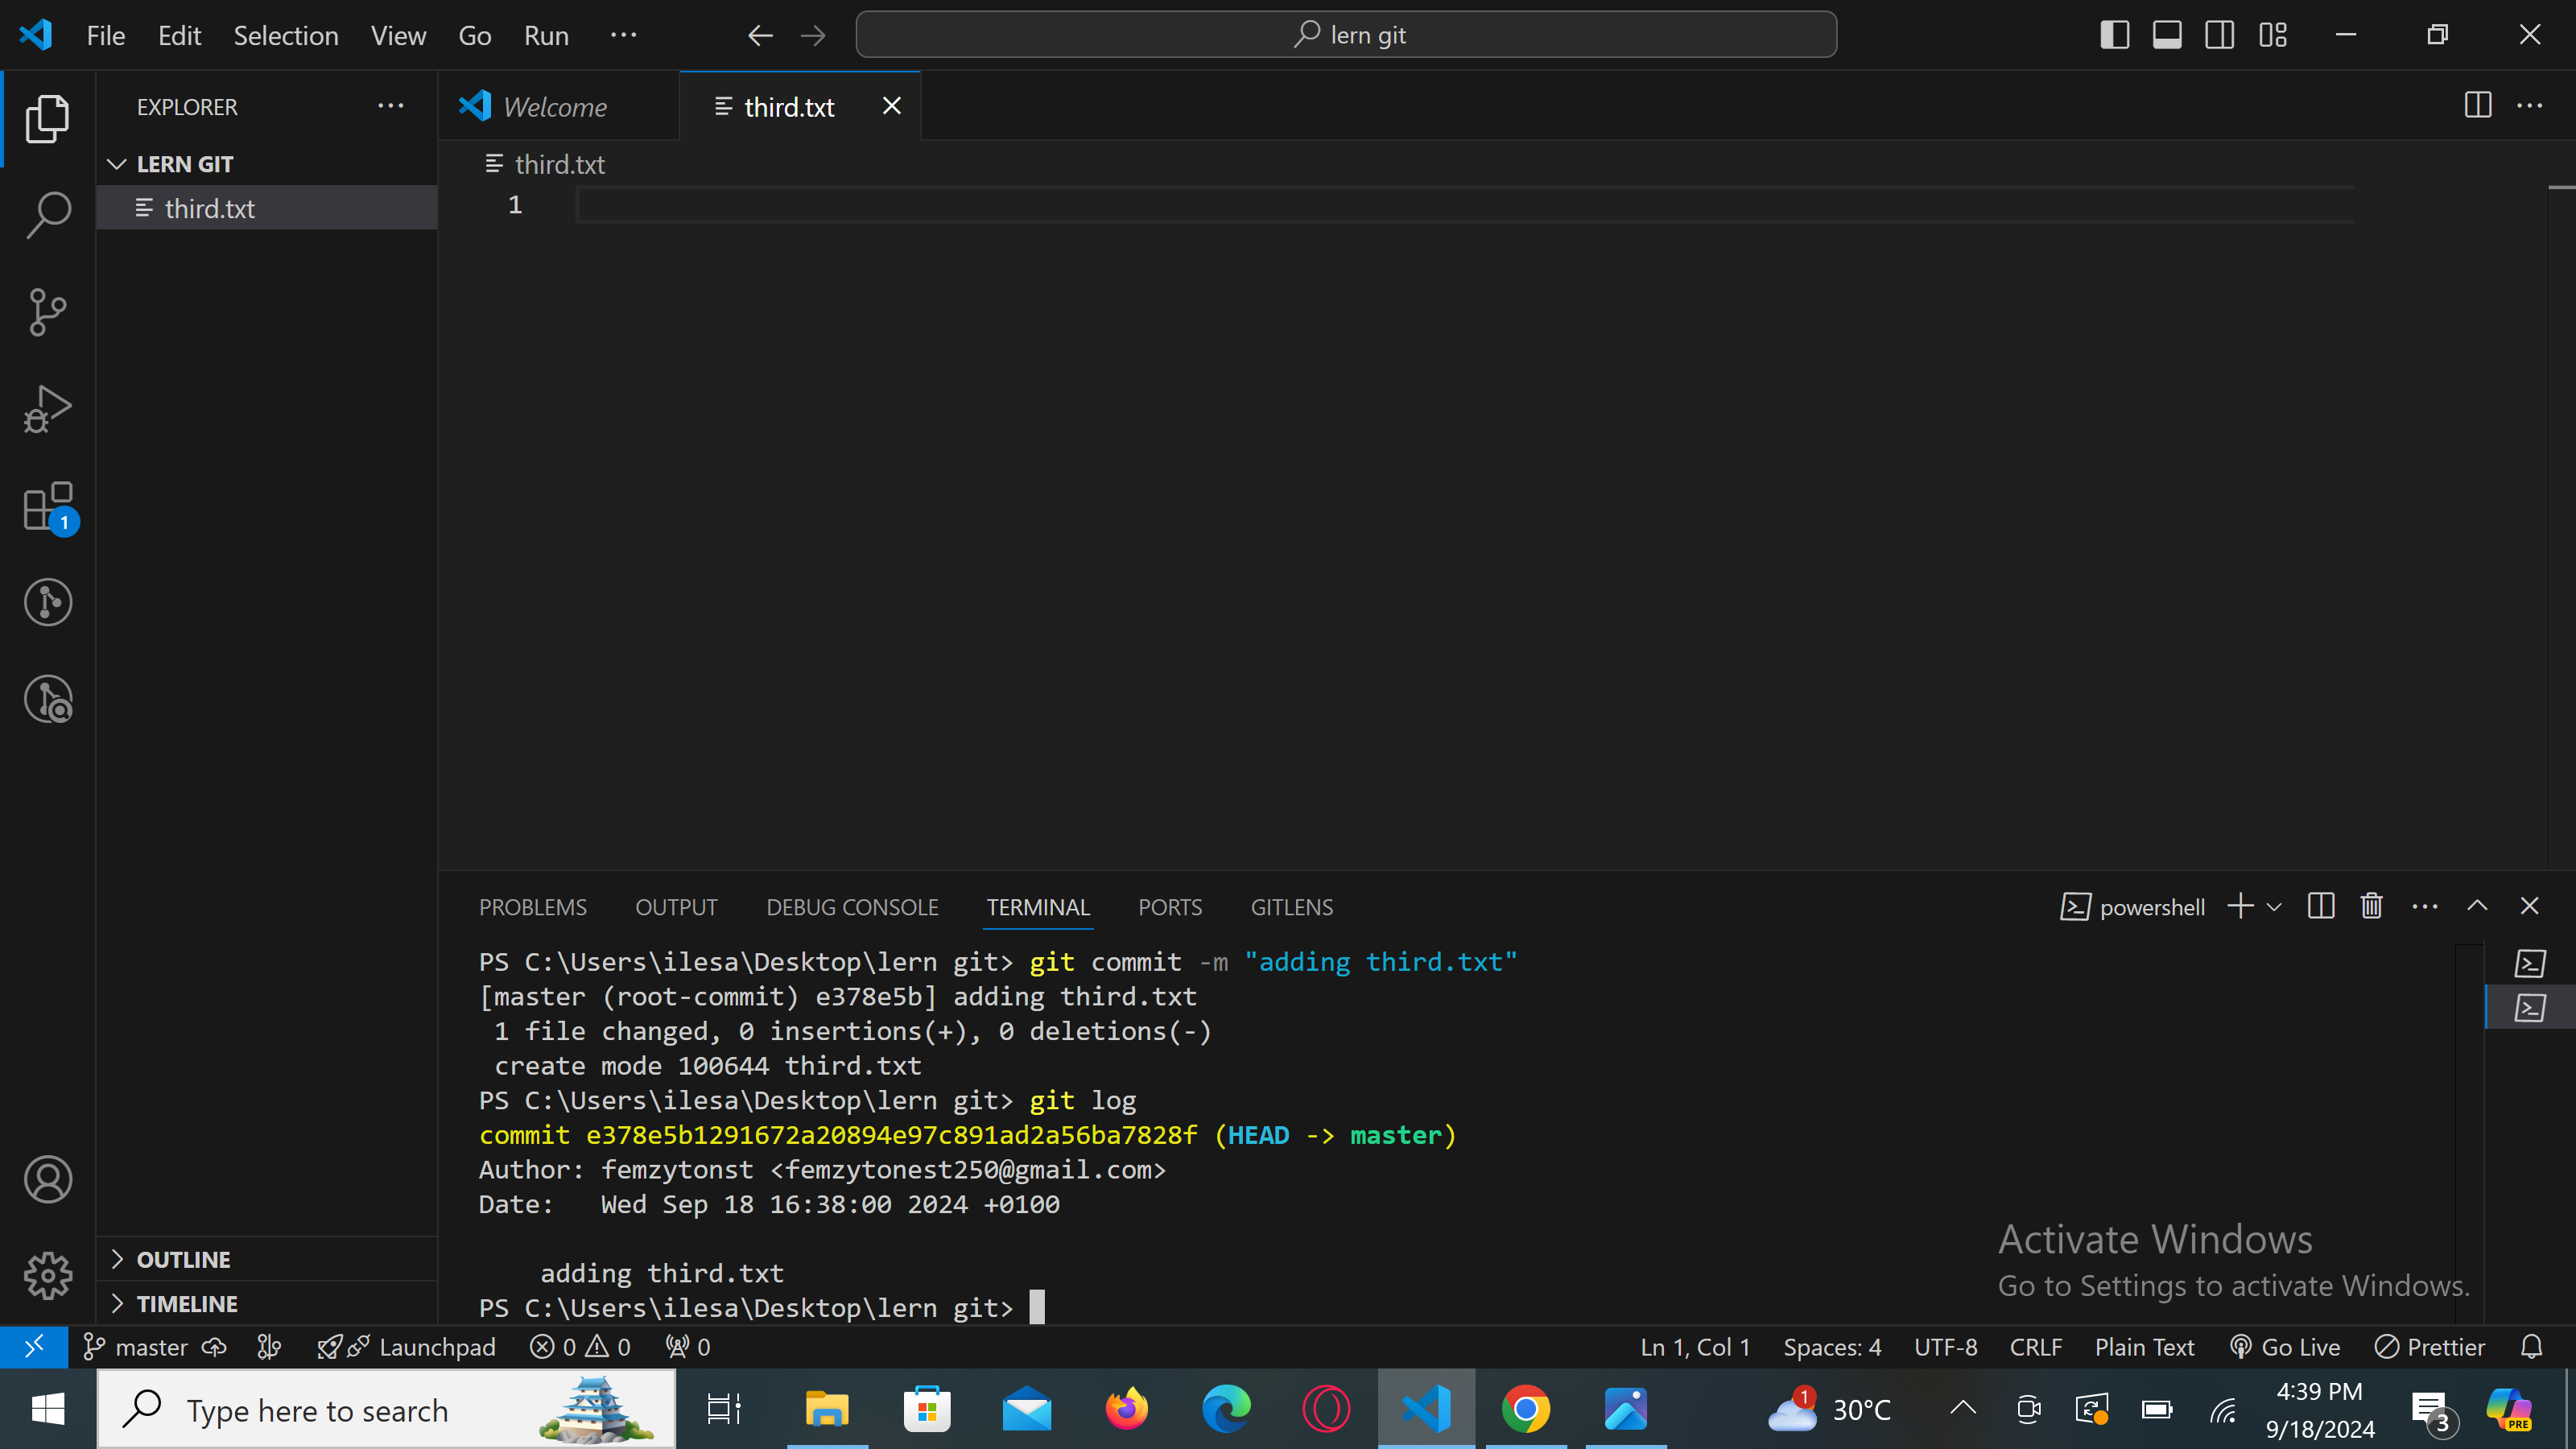 File Edit Selection View Go Run ...
lern git
EXPLORER ...
Welcome
third.txt
LERN GIT
third.txt
third.txt
1
1
PROBLEMS OUTPUT DEBUG CONSOLE TERMINAL PORTS GITLENS
powershell
PS C:\Users\ilesa\Desktop\lern git> git commit -m "adding third.txt"
[master (root-commit) e378e5b] adding third.txt
1 file changed, 0 insertions(+), 0 deletions(-)
create mode 100644 third.txt
PS C:\Users\ilesa\Desktop\lern git> git log
commit e378e5b1291672a20894e97c891ad2a56ba7828f (HEAD -> master)
Author: femzytonst <femzytonest250@gmail.com>
Date:   Wed Sep 18 16:38:00 2024 +0100
adding third.txt
PS C:\Users\ilesa\Desktop\lern git>
OUTLINE
TIMELINE
Activate Windows
Go to Settings to activate Windows.
master Launchpad 0 0 0
Ln 1, Col 1 Spaces: 4 UTF-8 CRLF Plain Text Go Live Prettier
Type here to search
1
30°C
4:39 PM
9/18/2024
3
PRE